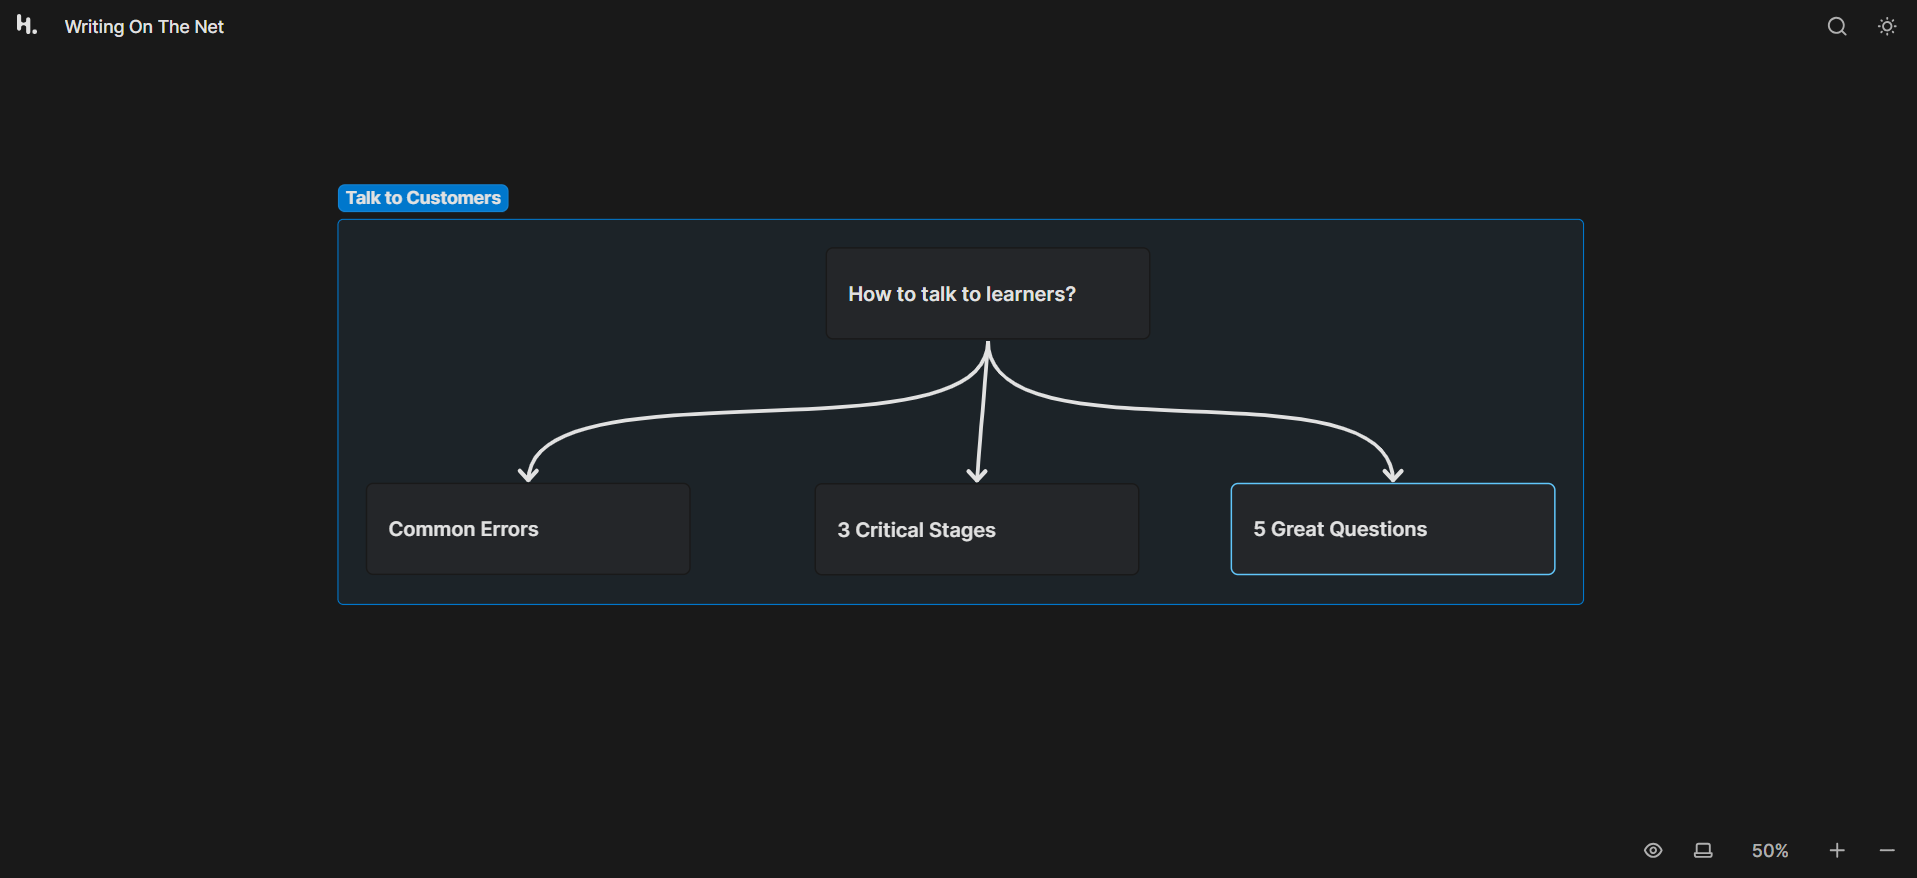 H.
Writing On The Net
Talk to Customers
How to talk to learners?
Common Errors
3 Critical Stages
5 Great Questions
50%